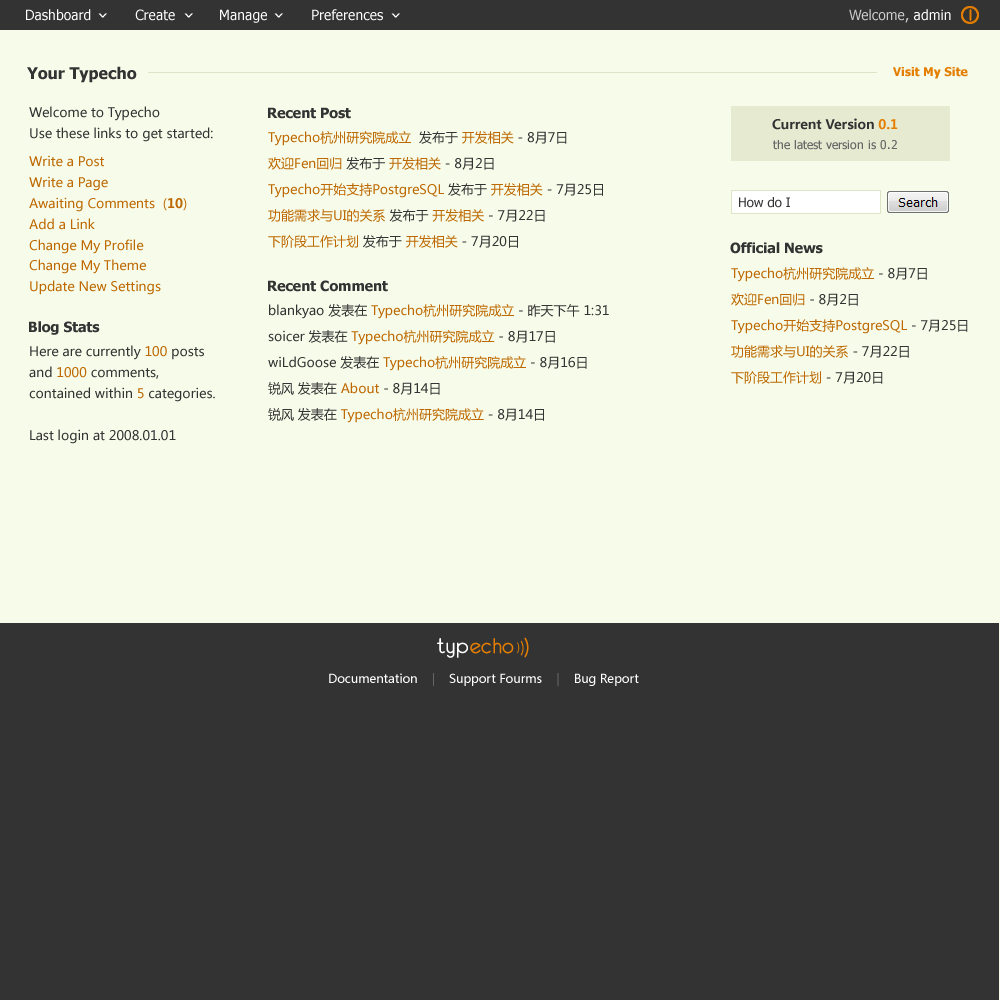 Dashboard Create Manage Preferences Welcome, admin
Your Typecho Visit My Site
Welcome to Typecho
Use these links to get started:
Write a Post
Write a Page
Awaiting Comments (10)
Add a Link
Change My Profile
Change My Theme
Update New Settings
Blog Stats
Here are currently 100 posts
and 1000 comments,
contained within 5 categories.
Last login at 2008.01.01
Recent Post
Typecho杭州研究院成立 发布于 开发相关 - 8月7日
欢迎Fen回归 发布于 开发相关 - 8月2日
Typecho开始支持PostgreSQL 发布于 开发相关 - 7月25日
功能需求与UI的关系 发布于 开发相关 - 7月22日
下阶段工作计划 发布于 开发相关 - 7月20日
Recent Comment
blankyao 发表在 Typecho杭州研究院成立 - 昨天下午 1:31
soicer 发表在 Typecho杭州研究院成立 - 8月17日
wiLdGoose 发表在 Typecho杭州研究院成立 - 8月16日
锐风 发表在 About - 8月14日
锐风 发表在 Typecho杭州研究院成立 - 8月14日
Current Version 0.1
the latest version is 0.2
How do I Search
Official News
Typecho杭州研究院成立 - 8月7日
欢迎Fen回归 - 8月2日
Typecho开始支持PostgreSQL - 7月25日
功能需求与UI的关系 - 7月22日
下阶段工作计划 - 7月20日
typecho
Documentation | Support Fourms | Bug Report